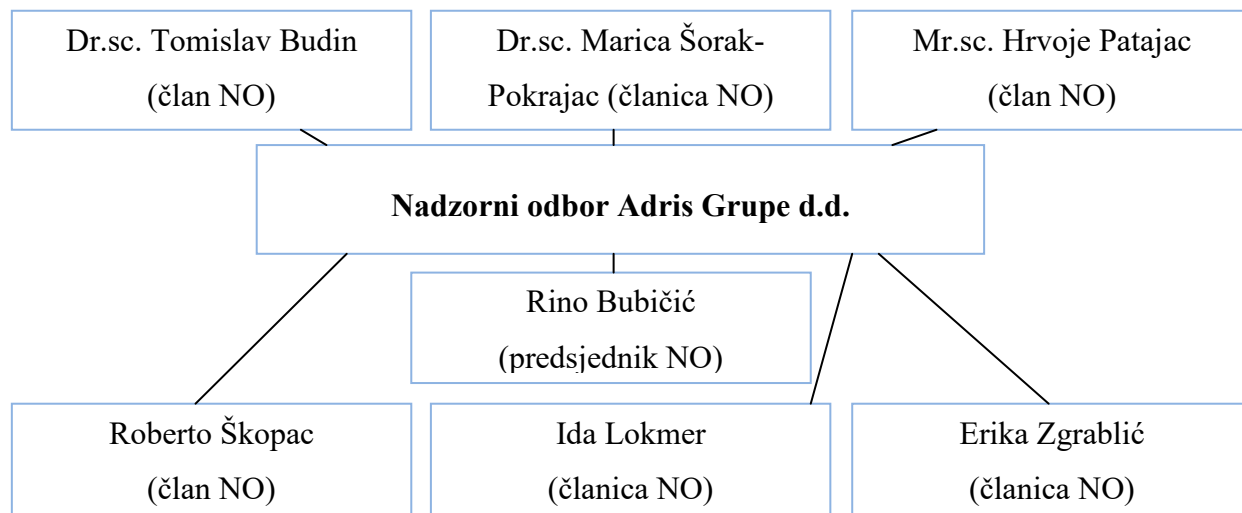 Dr.sc. Tomislav Budin
(član NO)
Dr.sc. Marica Šorak-
Pokrajac (članica NO)
Mr.sc. Hrvoje Patajac
(član NO)
Nadzorni odbor Adris Grupe d.d.
Rino Bubičić
(predsjednik NO)
Roberto Škopac
(član NO)
Ida Lokmer
(članica NO)
Erika Zgrablić
(članica NO)